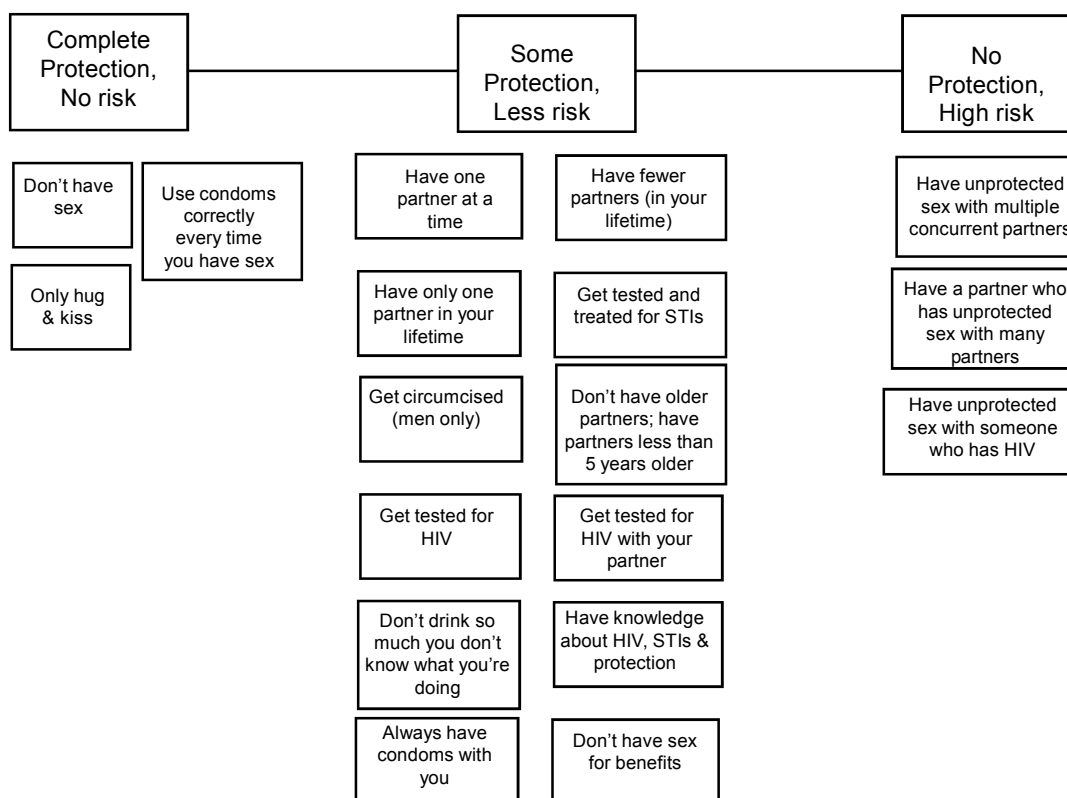 Complete
Protection,
No risk
Some
Protection,
Less risk
No
Protection,
High risk
Don’t have
sex
Use condoms
correctly
every time
you have sex
Only hug
& kiss
Have one
partner at a
time
Have fewer
partners (in your
lifetime)
Have only one
partner in your
lifetime
Get tested and
treated for STIs
Get circumcised
(men only)
Don’t have older
partners; have
partners less than
5 years older
Get tested for
HIV
Get tested for
HIV with your
partner
Don’t drink so
much you don’t
know what you’re
doing
Have knowledge
about HIV, STIs &
protection
Always have
condoms with
you
Don’t have sex
for benefits
Have unprotected
sex with multiple
concurrent partners
Have a partner who
has unprotected
sex with many
partners
Have unprotected
sex with someone
who has HIV